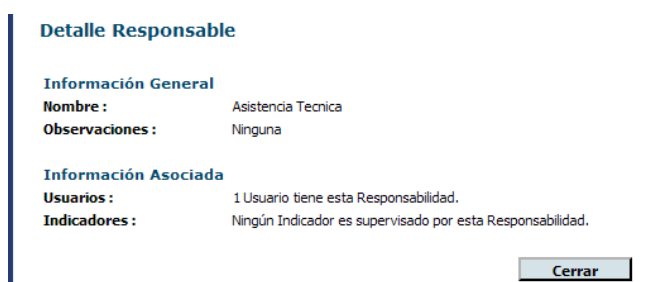 Detalle Responsable
Información General
Nombre : Asistencia Tecnica
Observaciones : Ninguna
Información Asociada
Usuarios : 1 Usuario tiene esta Responsabilidad.
Indicadores : Ningún Indicador es supervisado por esta Responsabilidad.
Cerrar